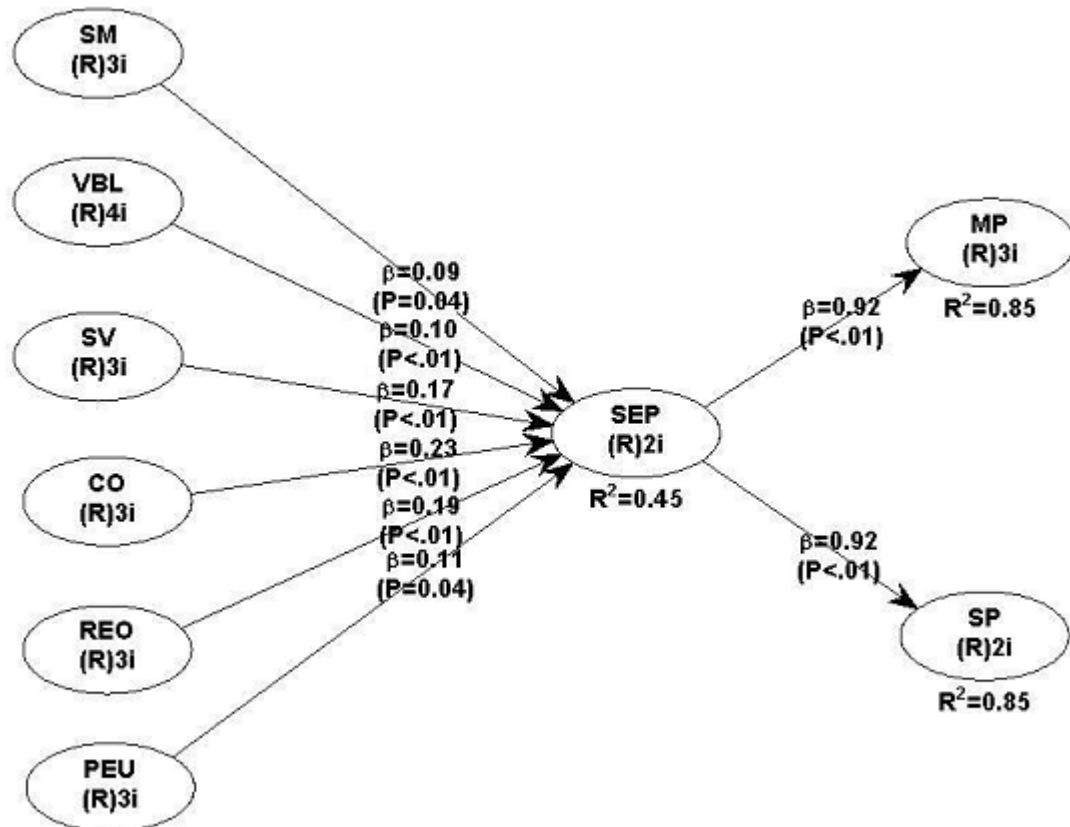 SM
(R)3i
VBL
(R)4i
SV
(R)3i
CO
(R)3i
REO
(R)3i
PEU
(R)3i
β=0.09
(P=0.04)
β=0.10
(P<.01)
β=0.17
(P<.01)
β=0.23
(P<.01)
β=0.19
(P<.01)
β=0.11
(P=0.04)
SEP
(R)2i
R²=0.45
β=0.92
(P<.01)
β=0.92
(P<.01)
MP
(R)3i
R²=0.85
SP
(R)2i
R²=0.85